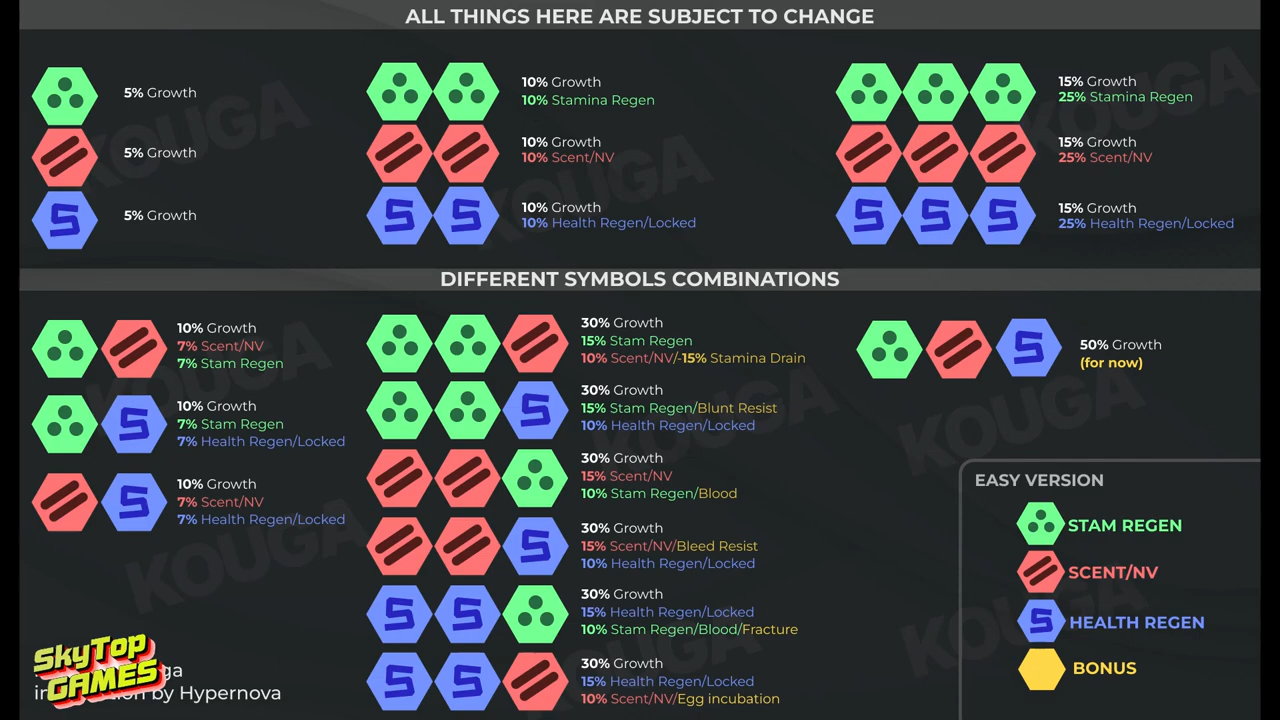 ALL THINGS HERE ARE SUBJECT TO CHANGE
5% Growth
5% Growth
5% Growth
10% Growth
10% Stamina Regen
10% Growth
10% Scent/NV
10% Growth
10% Health Regen/Locked
15% Growth
25% Stamina Regen
15% Growth
25% Scent/NV
15% Growth
25% Health Regen/Locked
DIFFERENT SYMBOLS COMBINATIONS
10% Growth
7% Scent/NV
7% Stam Regen
10% Growth
7% Stam Regen
7% Health Regen/Locked
10% Growth
7% Scent/NV
7% Health Regen/Locked
30% Growth
15% Stam Regen
10% Scent/NV/-15% Stamina Drain
30% Growth
15% Stam Regen/Blunt Resist
10% Health Regen/Locked
30% Growth
15% Scent/NV
10% Stam Regen/Blood
30% Growth
15% Scent/NV/Bleed Resist
10% Health Regen/Locked
30% Growth
15% Health Regen/Locked
10% Stam Regen/Blood/Fracture
30% Growth
15% Health Regen/Locked
10% Scent/NV/Egg incubation
50% Growth
(for now)
EASY VERSION
STAM REGEN
SCENT/NV
HEALTH REGEN
BONUS
SKYTOP
GAMES
by Hypernova
KOUGA
KOUGA
KOUGA
KOUGA
KOUGA
KOUGA
KOUGA
KOUGA